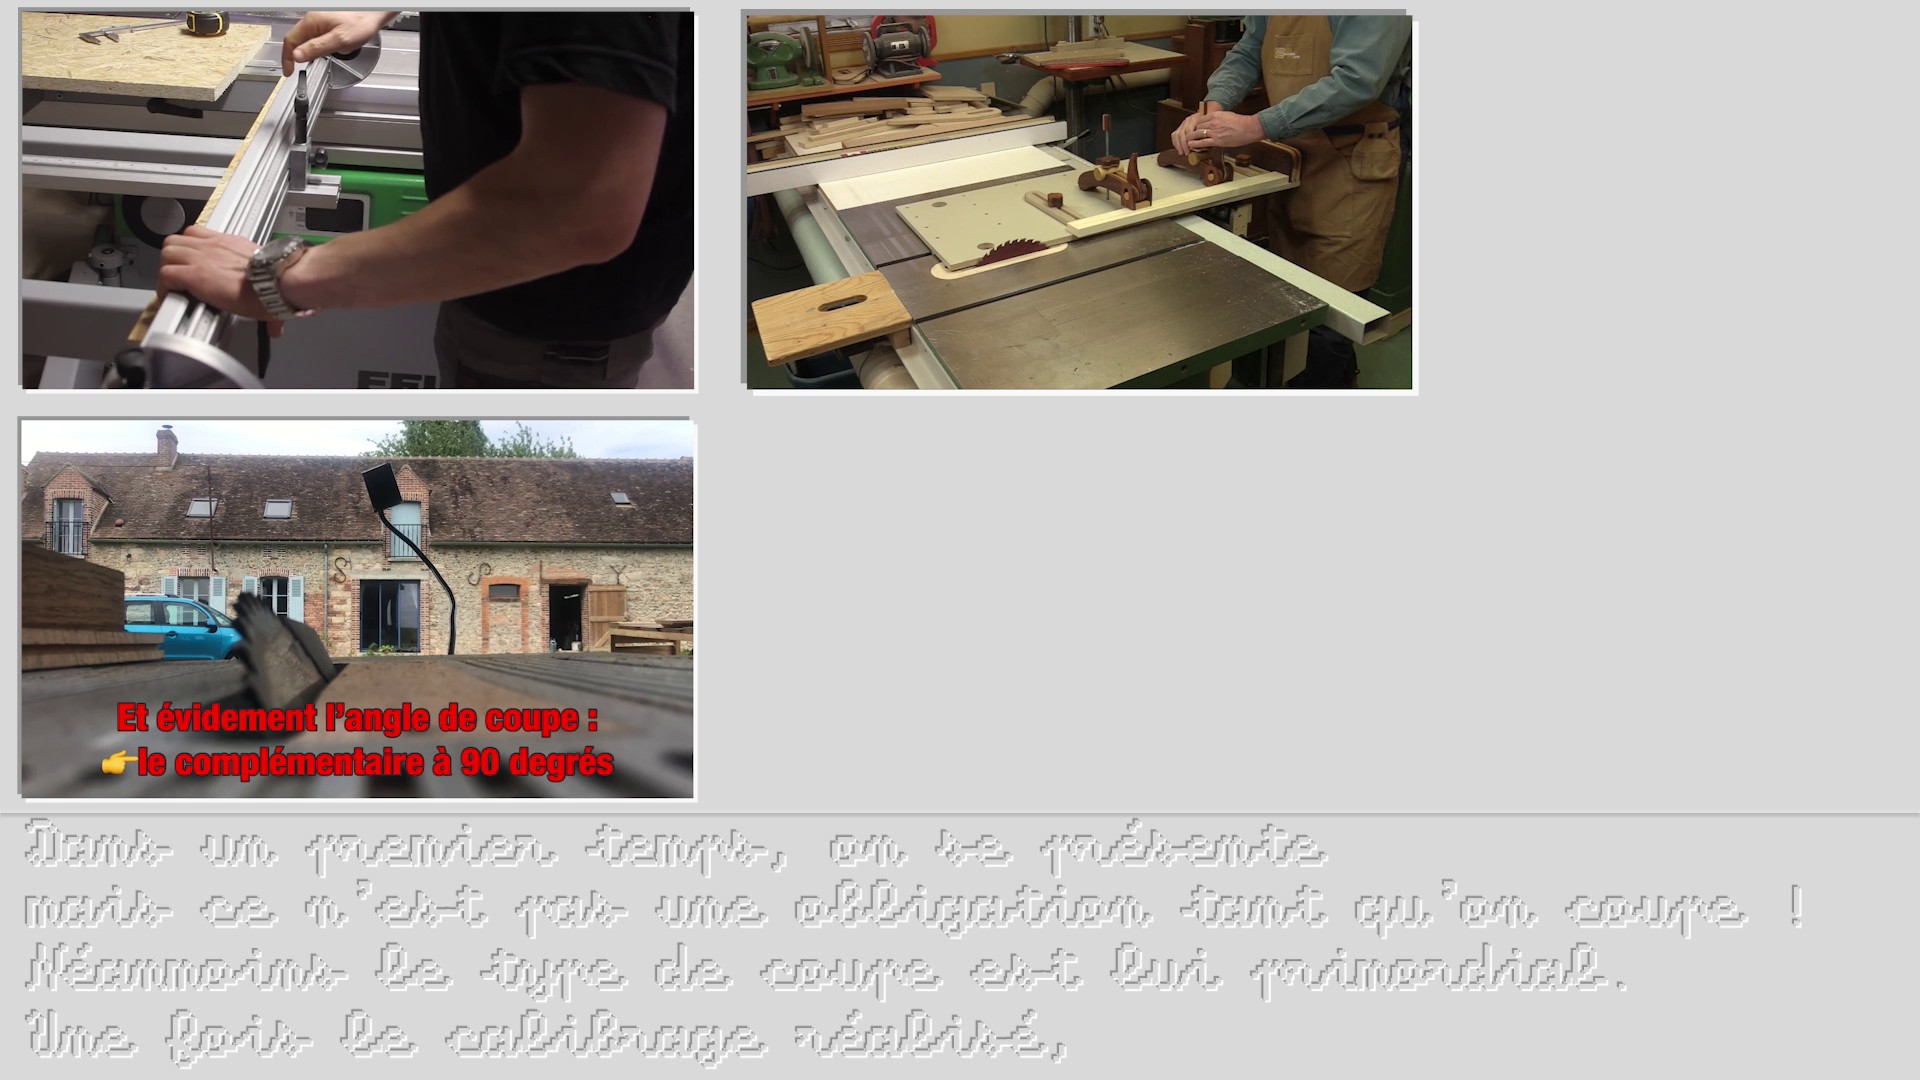 Et évidement l'angle de coupe :
👉le complémentaire à 90 degrés
Dans un premier temps, on se présente
mais ce n'est pas une obligation tant qu'on coupe !
Néanmoins le type de coupe est lui primordial.
Une fois le calibrage réalisé,